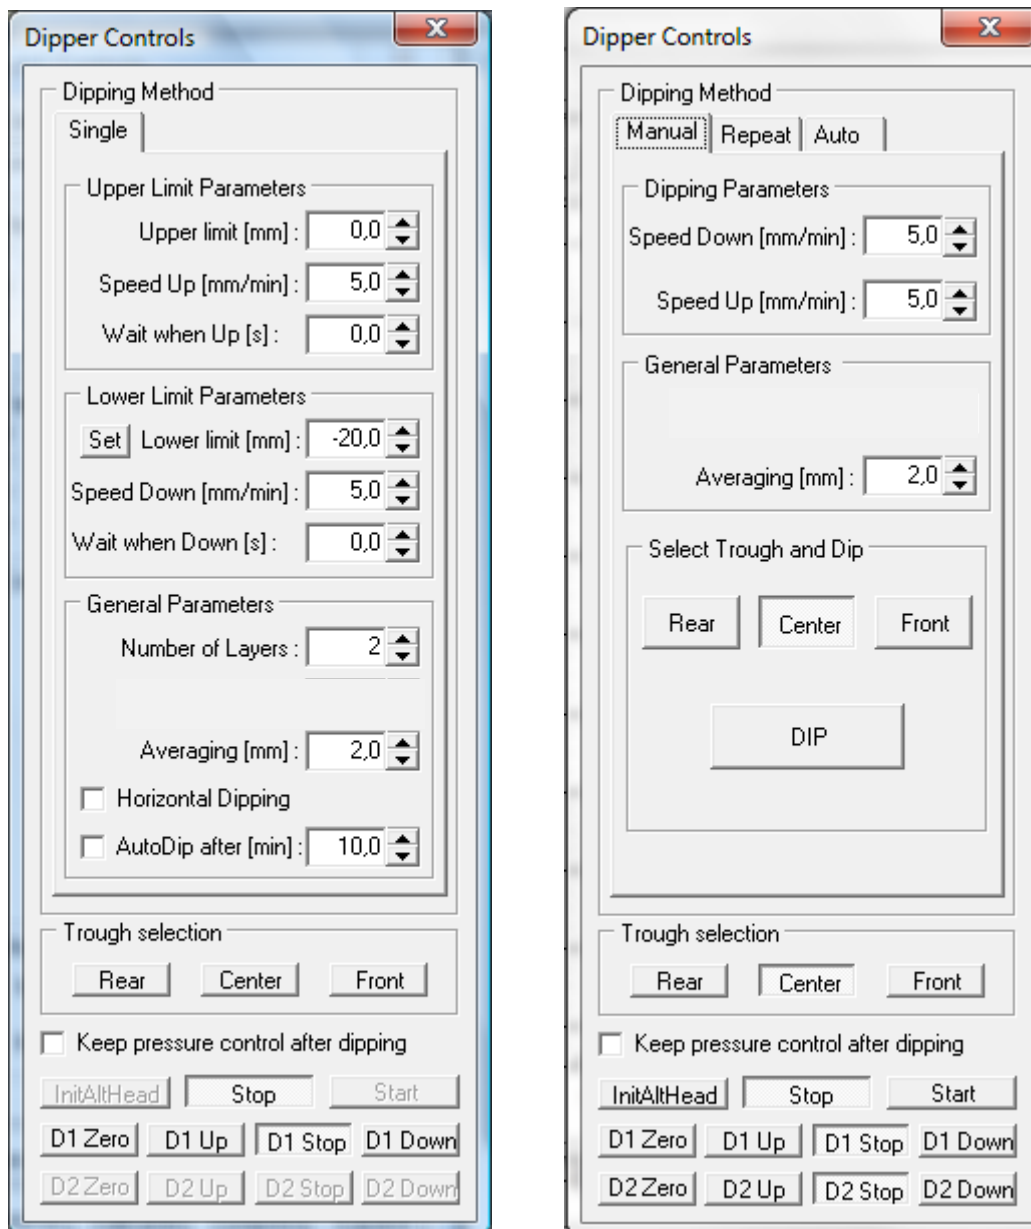 Dipper Controls
Dipping Method
Single
Upper Limit Parameters
Upper limit [mm] : 0,0
Speed Up [mm/min] : 5,0
Wait when Up [s] : 0,0
Lower Limit Parameters
Set Lower limit [mm] : -20,0
Speed Down [mm/min] : 5,0
Wait when Down [s] : 0,0
General Parameters
Number of Layers : 2
Averaging [mm] : 2,0
Horizontal Dipping
AutoDip after [min] : 10,0
Trough selection
Rear Center Front
Keep pressure control after dipping
InitAltHead Stop Start
D1 Zero D1 Up D1 Stop D1 Down
D2 Zero D2 Up D2 Stop D2 Down
Dipper Controls
Dipping Method
Manual Repeat Auto
Dipping Parameters
Speed Down [mm/min] : 5,0
Speed Up [mm/min] : 5,0
General Parameters
Averaging [mm] : 2,0
Select Trough and Dip
Rear Center Front
DIP
Trough selection
Rear Center Front
Keep pressure control after dipping
InitAltHead Stop Start
D1 Zero D1 Up D1 Stop D1 Down
D2 Zero D2 Up D2 Stop D2 Down